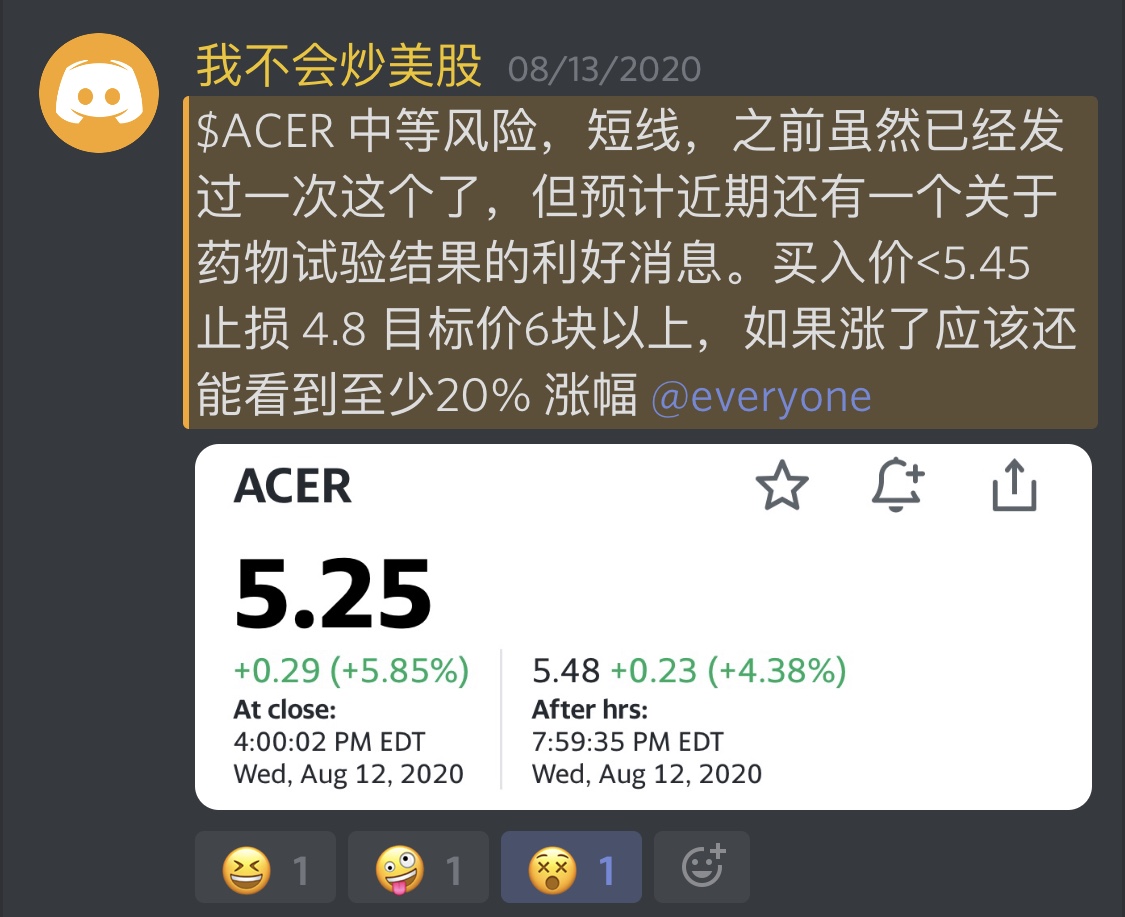 我不会炒美股 08/13/2020
$ACER 中等风险，短线，之前虽然已经发
过一次这个了，但预计近期还有一个关于
药物试验结果的利好消息。买入价<5.45
止损 4.8 目标价6块以上，如果涨了应该还
能看到至少20% 涨幅 @everyone
ACER
5.25
+0.29 (+5.85%)
At close:
4:00:02 PM EDT
Wed, Aug 12, 2020
5.48 +0.23 (+4.38%)
After hrs:
7:59:35 PM EDT
Wed, Aug 12, 2020
1 1 1